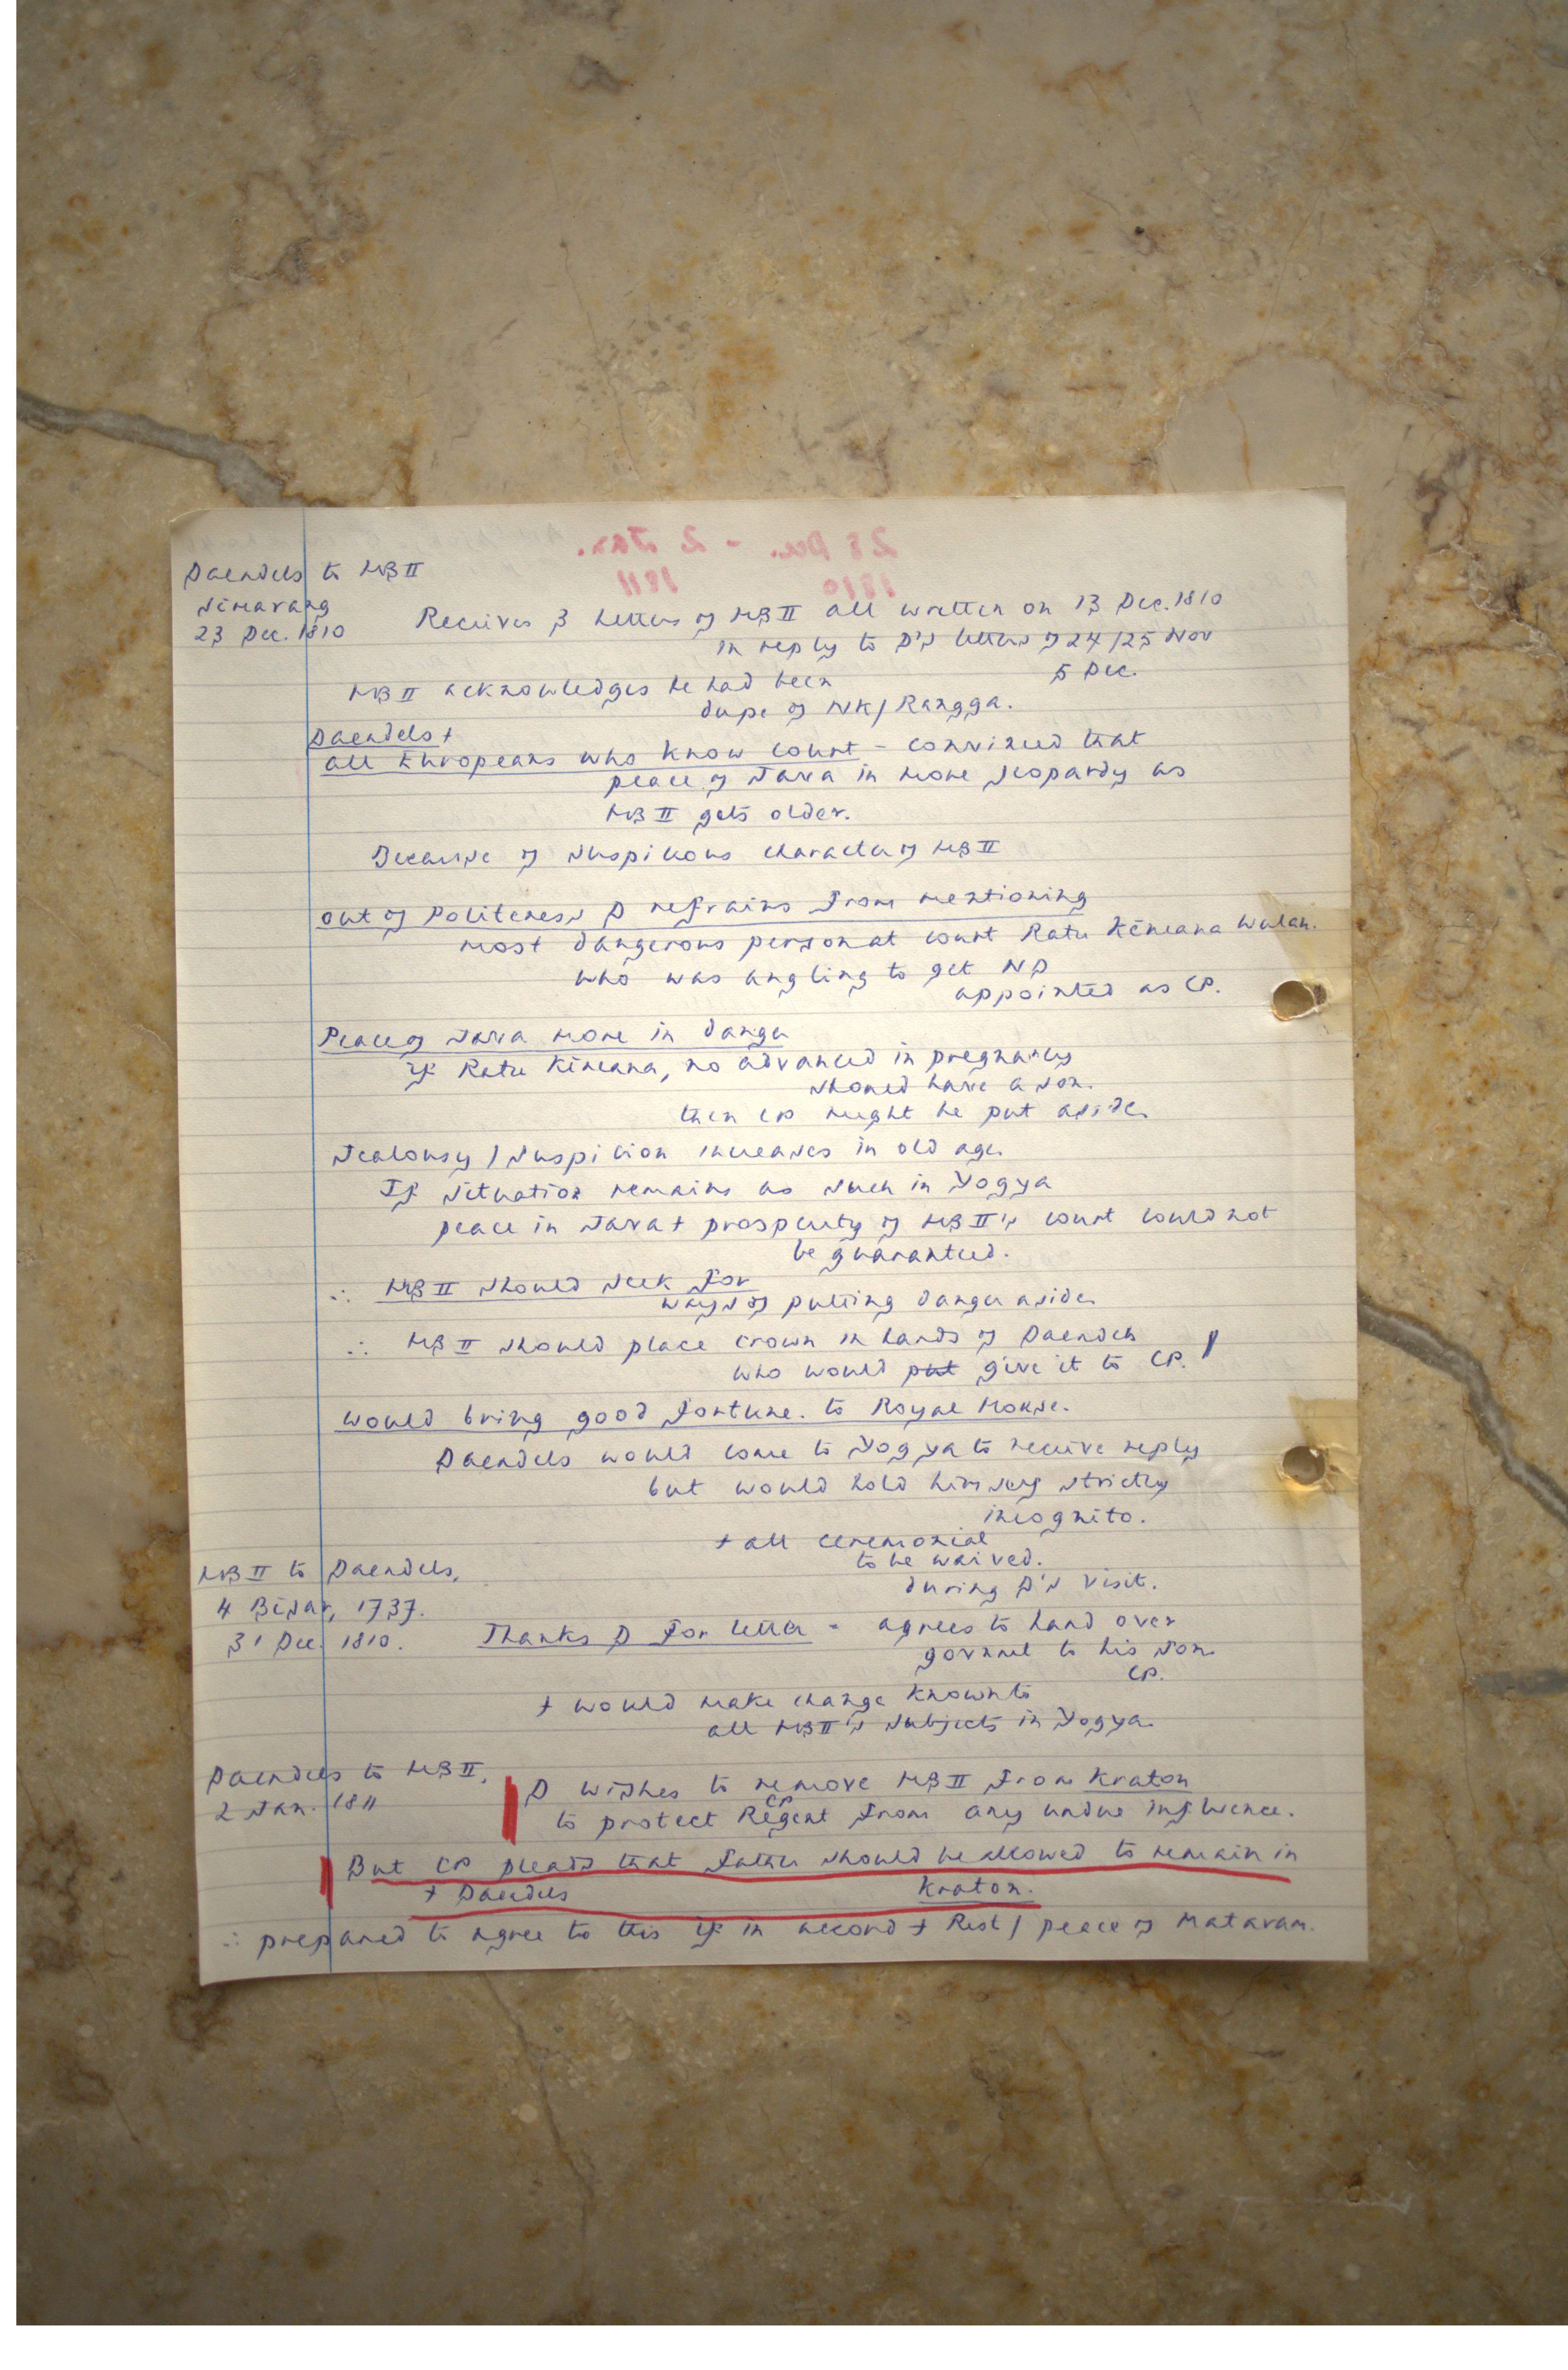 28 Dec. - 2 Jan.
1810 1811
Daendels to HB II
Semarang
23 Dec. 1810
Receives 3 letters of HB II all written on 13 Dec. 1810
in reply to D's letters of 24/25 Nov
5 Dec.
HB II acknowledges he had been
dupe of NK/Rangga.
Daendels +
all Europeans who know court - convinced that
peace of Java in more jeopardy as
HB II gets older.
Because of suspicious character of HB II
out of Politeness D refrains from mentioning
most dangerous person at court Ratu Kěncana Wulan.
who was angling to get ND
appointed as CP.
Peace of Java more in danger
if Ratu Kěncana, so advanced in pregnancy
should have a son.
then CP might be put aside.
Jealousy/suspicion increases in old age.
If situation remains as such in Yogya
peace in Java + prosperity of HB II's court could not
be guaranteed.
∴ HB II should seek for
ways of putting danger aside
∴ HB II should place crown in hands of Daendels
who would put give it to CP.
would bring good fortune. to Royal House.
Daendels would come to Yogya to receive reply
but would hold himself strictly
incognito.
+ all ceremonial
to be waived.
during D's visit.
HB II to Daendels,
4 Běsar, 1737.
31 Dec. 1810.
Thanks D for letter - agrees to hand over
govnmt to his son
CP.
+ would make change known to
all HB II's subjects in Yogya.
Daendels to HB II,
2 Jan. 1811
D wishes to remove HB II from Kraton
CP
to protect Regent from any undue influence.
But CP pleads that father should be allowed to remain in
+ Daendels Kraton.
∴ prepared to agree to this if in accord + Rest/peace of Mataram.